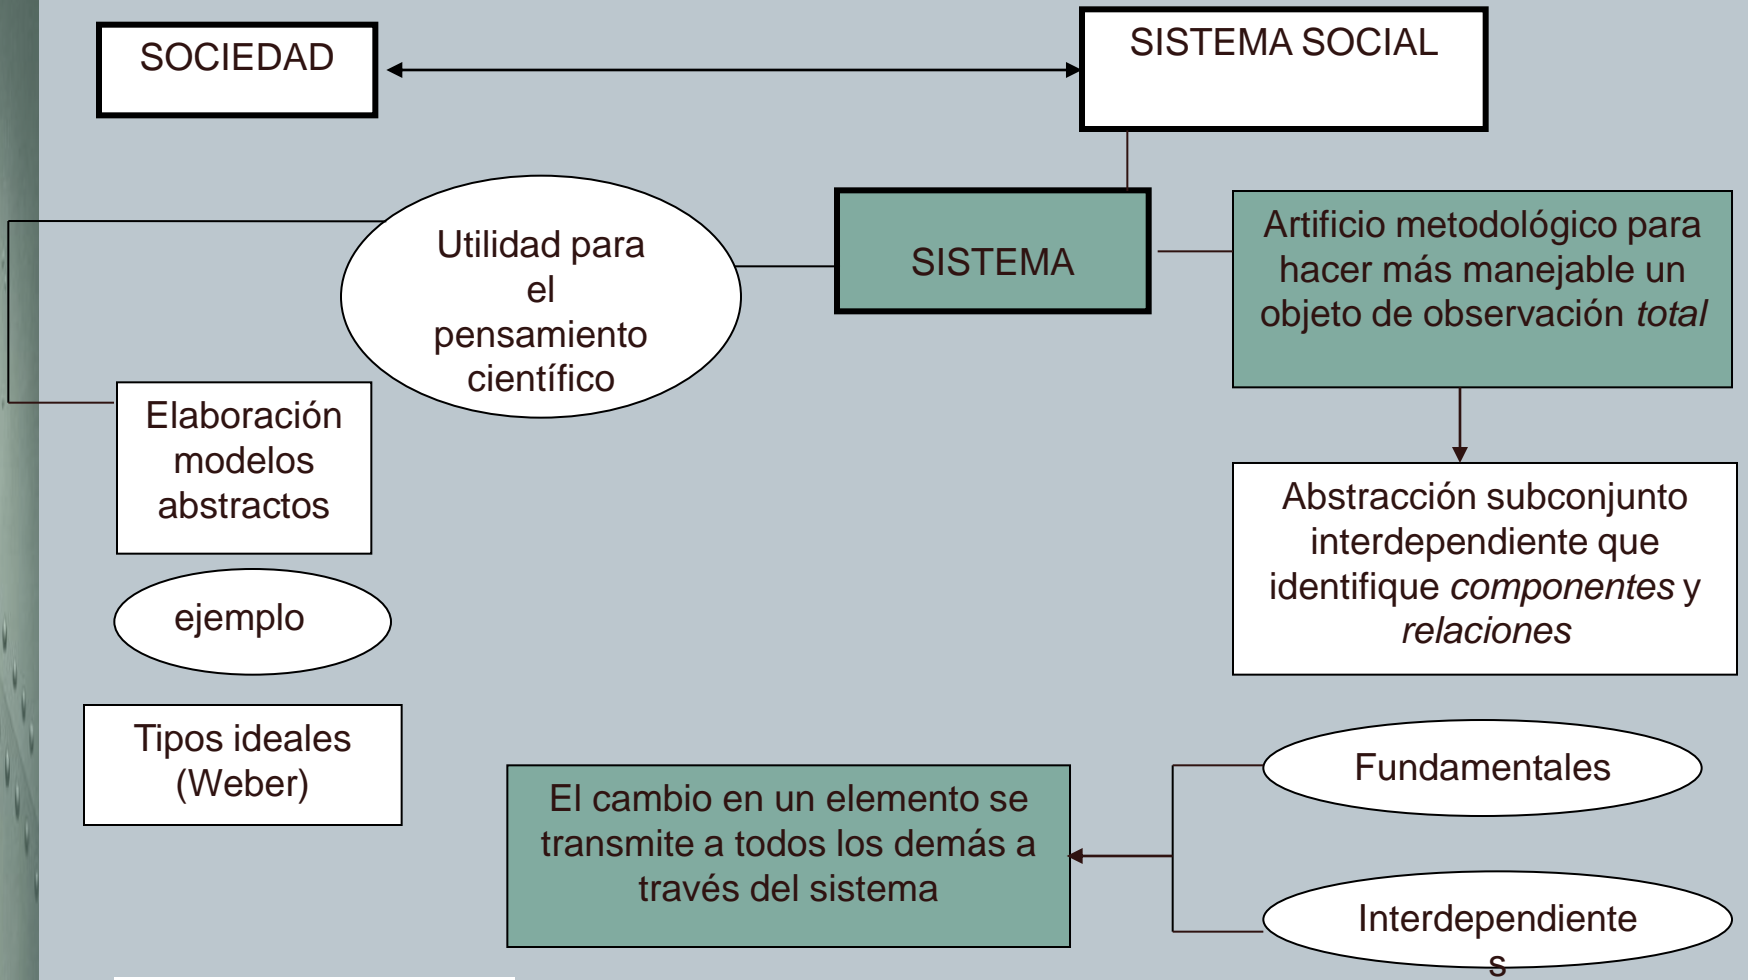 SOCIEDAD
SISTEMA SOCIAL
Utilidad para
el
pensamiento
científico
SISTEMA
Artificio metodológico para
hacer más manejable un
objeto de observación total
Elaboración
modelos
abstractos
Abstracción subconjunto
interdependiente que
identifique componentes y
relaciones
ejemplo
Tipos ideales
(Weber)
El cambio en un elemento se
transmite a todos los demás a
través del sistema
Fundamentales
Interdependiente
s